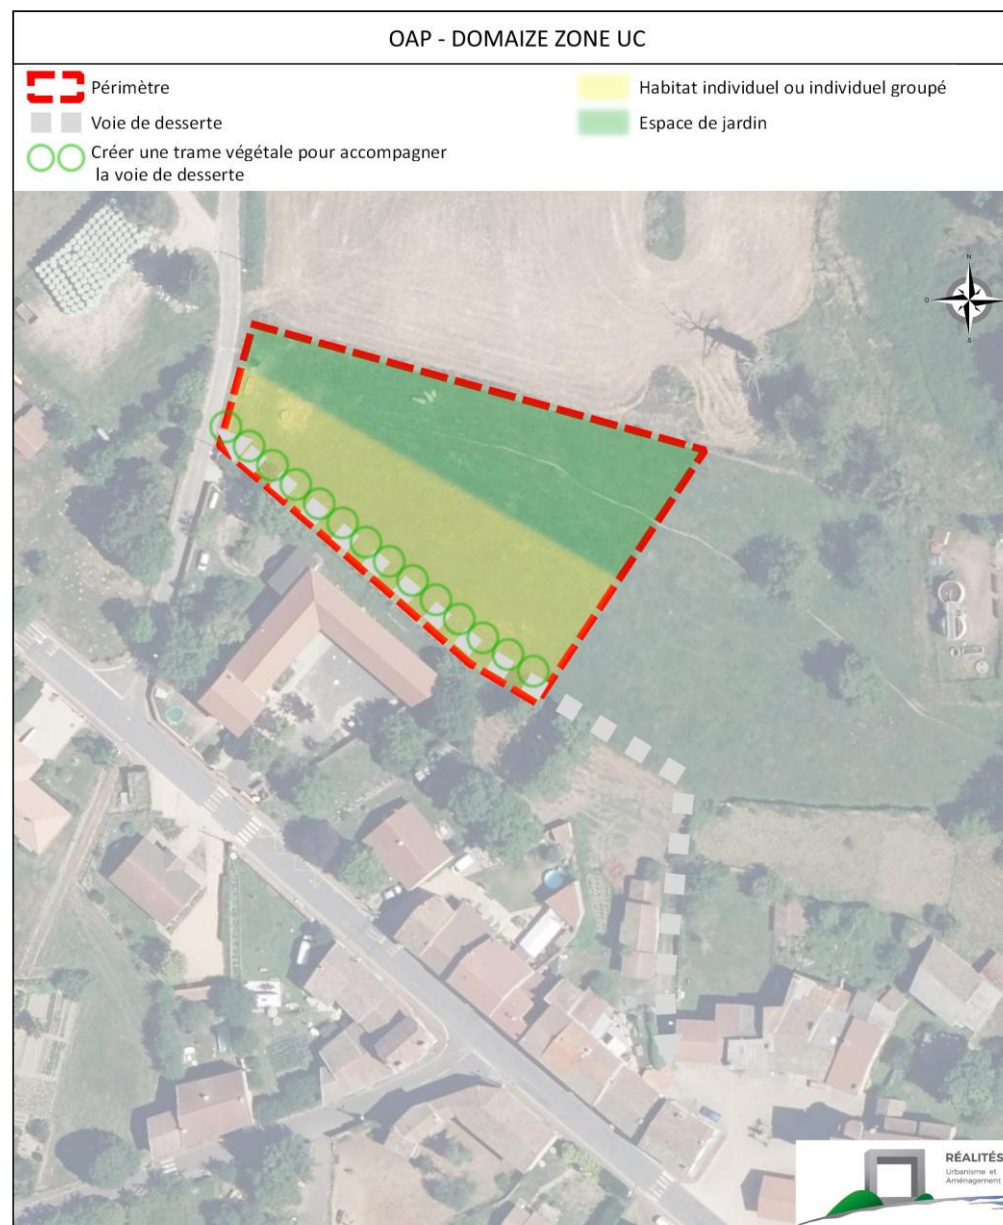 OAP - DOMAIZE ZONE UC
Périmètre
Voie de desserte
Créer une trame végétale pour accompagner
la voie de desserte
Habitat individuel ou individuel groupé
Espace de jardin
N
O
S
RÉALITÉS
Urbanisme et
Aménagement